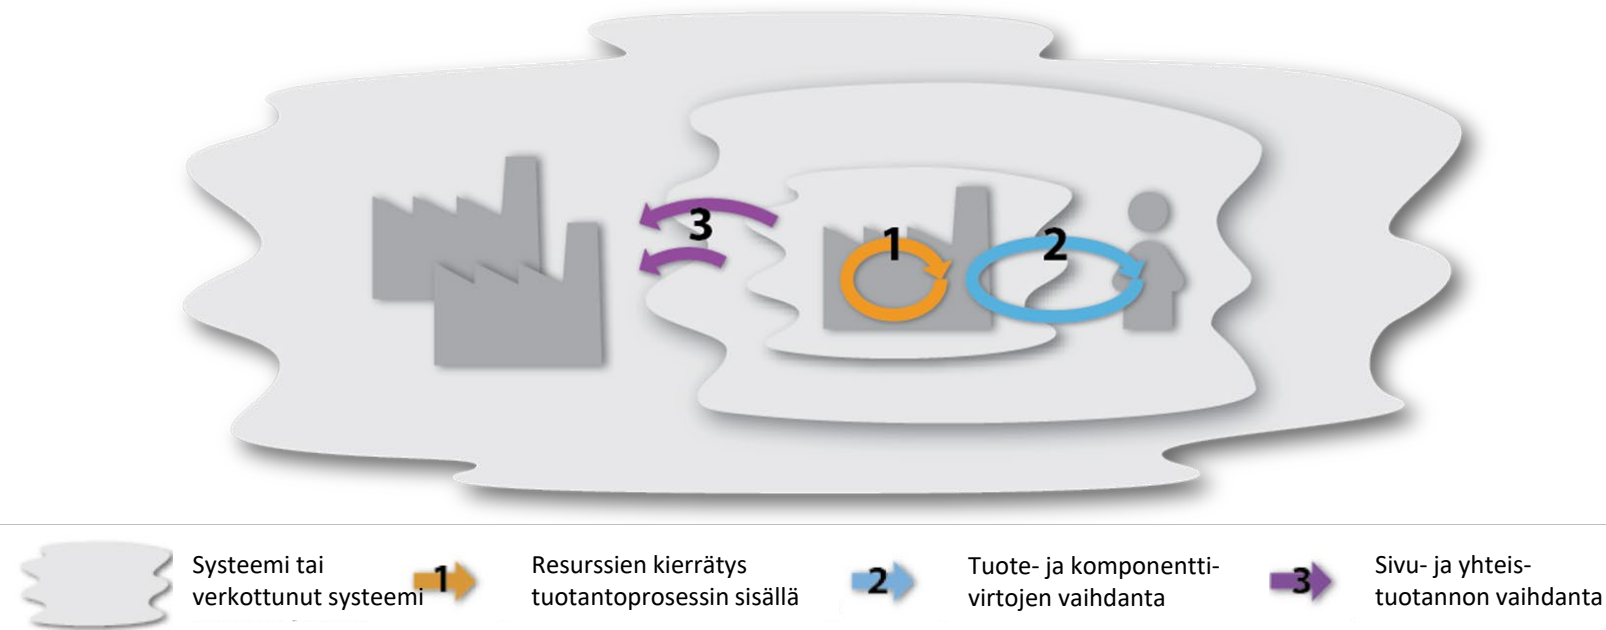 3
1
2
Systeemi tai
verkottunut systeemi
1
Resurssien kierrätys
tuotantoprosessin sisällä
2
Tuote- ja komponentti-
virtojen vaihdanta
3
Sivu- ja yhteis-
tuotannon vaihdanta